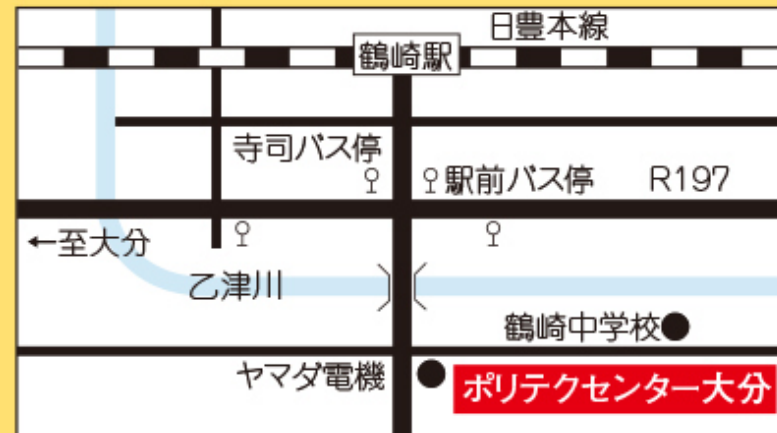 日豊本線
鶴崎駅
寺司バス停
駅前バス停
R197
←至大分
乙津川
鶴崎中学校
ヤマダ電機
ポリテクセンター大分